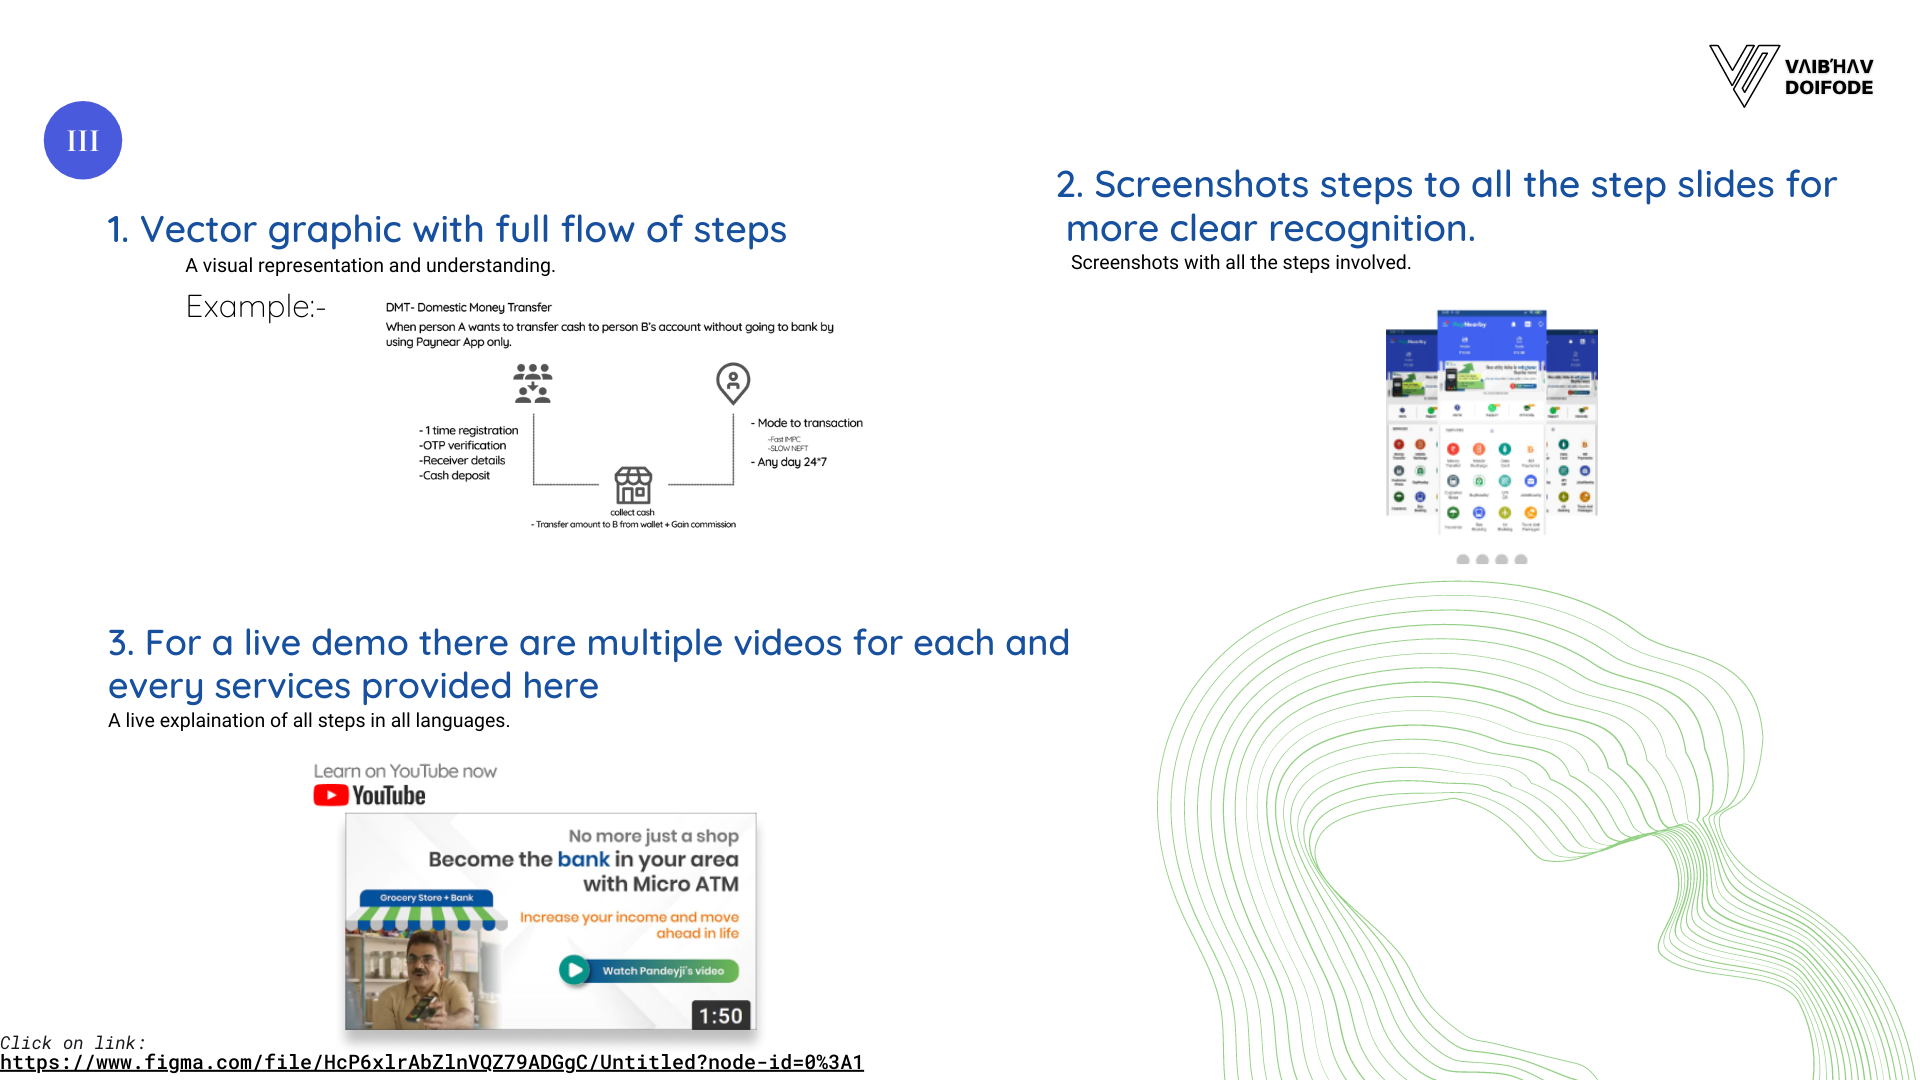 VAIBHAV
DOIFODE
III
1. Vector graphic with full flow of steps
A visual representation and understanding.
Example:-
DMT- Domestic Money Transfer
When person A wants to transfer cash to person B's account without going to bank by
using Paynear App only.
- 1 time registration
-OTP verification
-Receiver details
-Cash deposit
- Mode to transaction
-Fast IMPC
-SLOW NEFT
- Any day 24*7
collect cash
- Transfer amount to B from wallet + Gain commission
2. Screenshots steps to all the step slides for
more clear recognition.
Screenshots with all the steps involved.
3. For a live demo there are multiple videos for each and
every services provided here
A live explaination of all steps in all languages.
Learn on YouTube now
YouTube
No more just a shop
Become the bank in your area
with Micro ATM
Grocery Store + Bank
Increase your income and move
ahead in life
Watch Pandeyji's video
1:50
Click on link:
https://www.figma.com/file/HcP6xlrAbZlnVQZ79ADGgC/Untitled?node-id=0%3A1